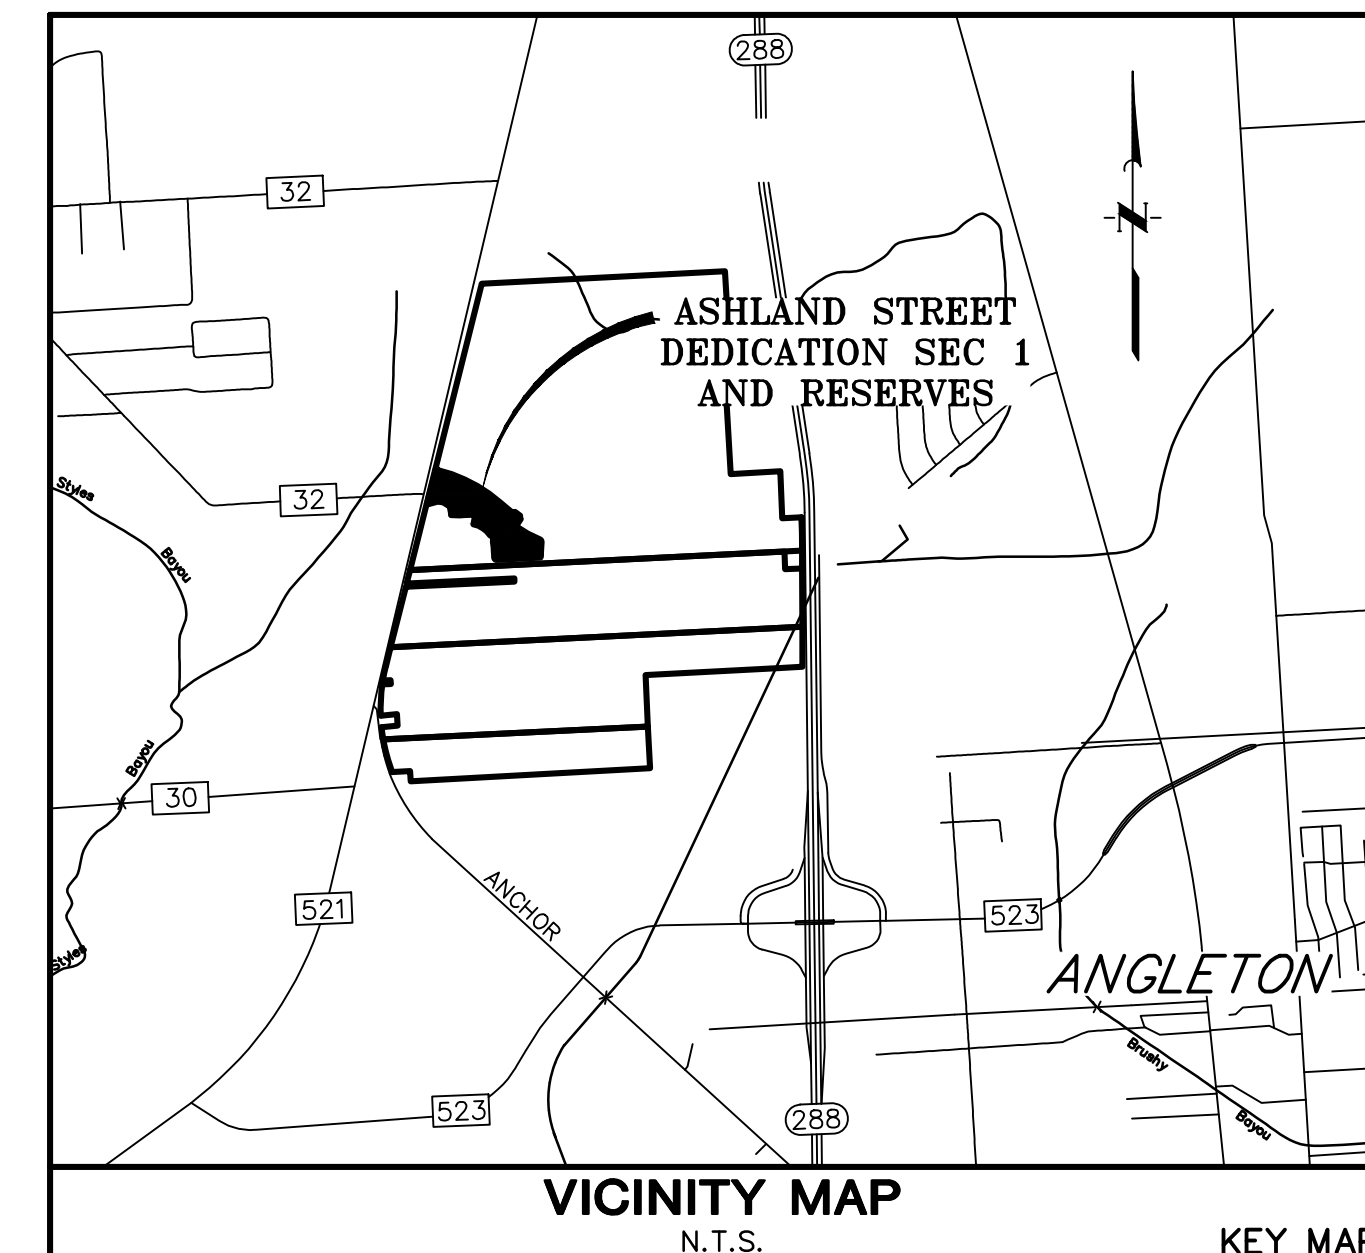 288
32
N
ASHLAND STREET
DEDICATION SEC 1
AND RESERVES
Styles
32
Bayou
Bayou
30
ANCHOR
521
523
Styles
ANGLETON
Brushy
523
288
Bayou
VICINITY MAP
N.T.S.
KEY MAP